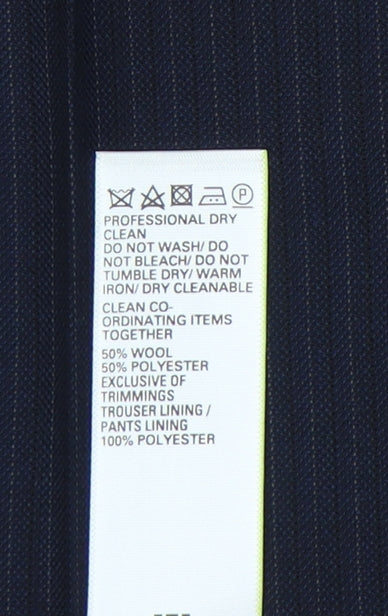 P
PROFESSIONAL DRY
CLEAN
DO NOT WASH/ DO
NOT BLEACH/ DO NOT
TUMBLE DRY/ WARM
IRON/ DRY CLEANABLE
CLEAN CO-
ORDINATING ITEMS
TOGETHER
50% WOOL
50% POLYESTER
EXCLUSIVE OF
TRIMMINGS
TROUSER LINING /
PANTS LINING
100% POLYESTER